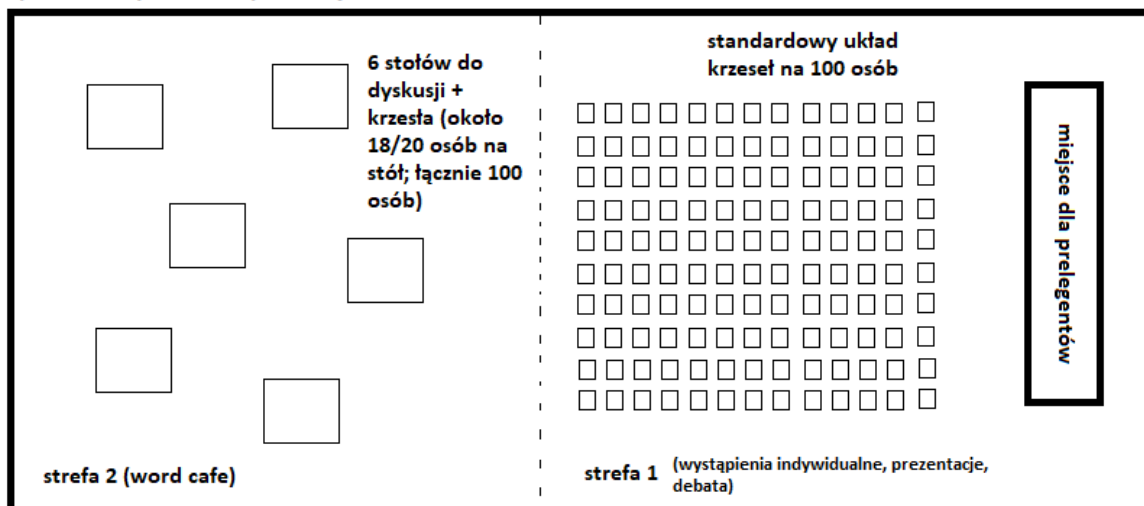 6 stołów do
dyskusji +
krzesła (około
18/20 osób na
stół; łącznie 100
osób)
strefa 2 (word cafe)
standardowy układ
krzeseł na 100 osób
miejsce dla prelegentów
strefa 1 (wystąpienia indywidualne, prezentacje,
debata)